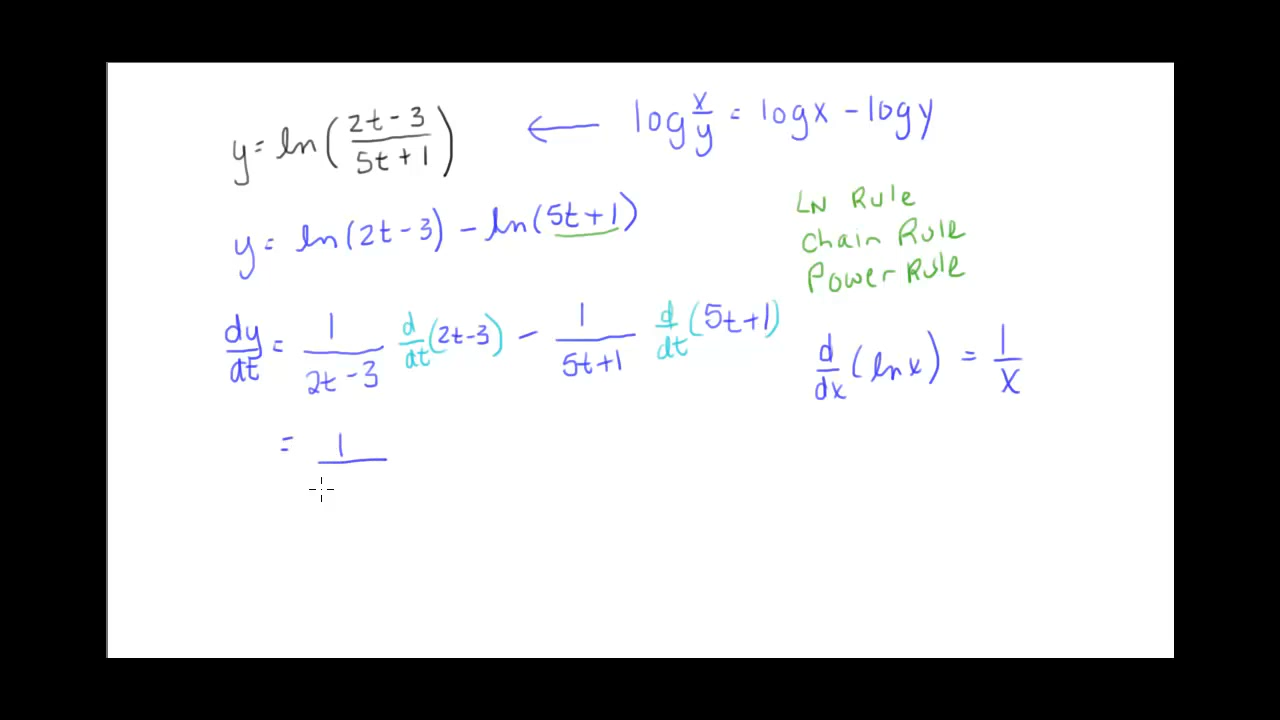 y = ln((2t - 3)/(5t + 1)) ← log x/y = log x - log y
y = ln(2t - 3) - ln(5t + 1)
LN Rule
Chain Rule
Power Rule
dy/dt = 1/(2t - 3) d/dt (2t - 3) - 1/(5t + 1) d/dt (5t + 1)
d/dx (ln x) = 1/x
= 1/